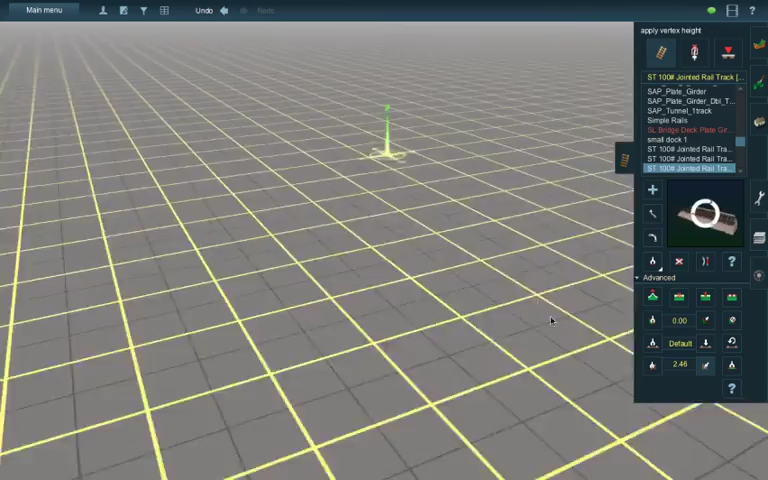 Main menu
Undo
Redo
?
apply vertex height
ST 100# Jointed Rail Track [...
SAP_Plate_Girder
SAP_Plate_Girder_Dbl_T...
SAP_Tunnel_1track
Simple Rails
SL Bridge Deck Plate Gir...
small dock 1
ST 100# Jointed Rail Tra...
ST 100# Jointed Rail Tra...
ST 100# Jointed Rail Tra...
?
Advanced
0.00
Default
2.46
?